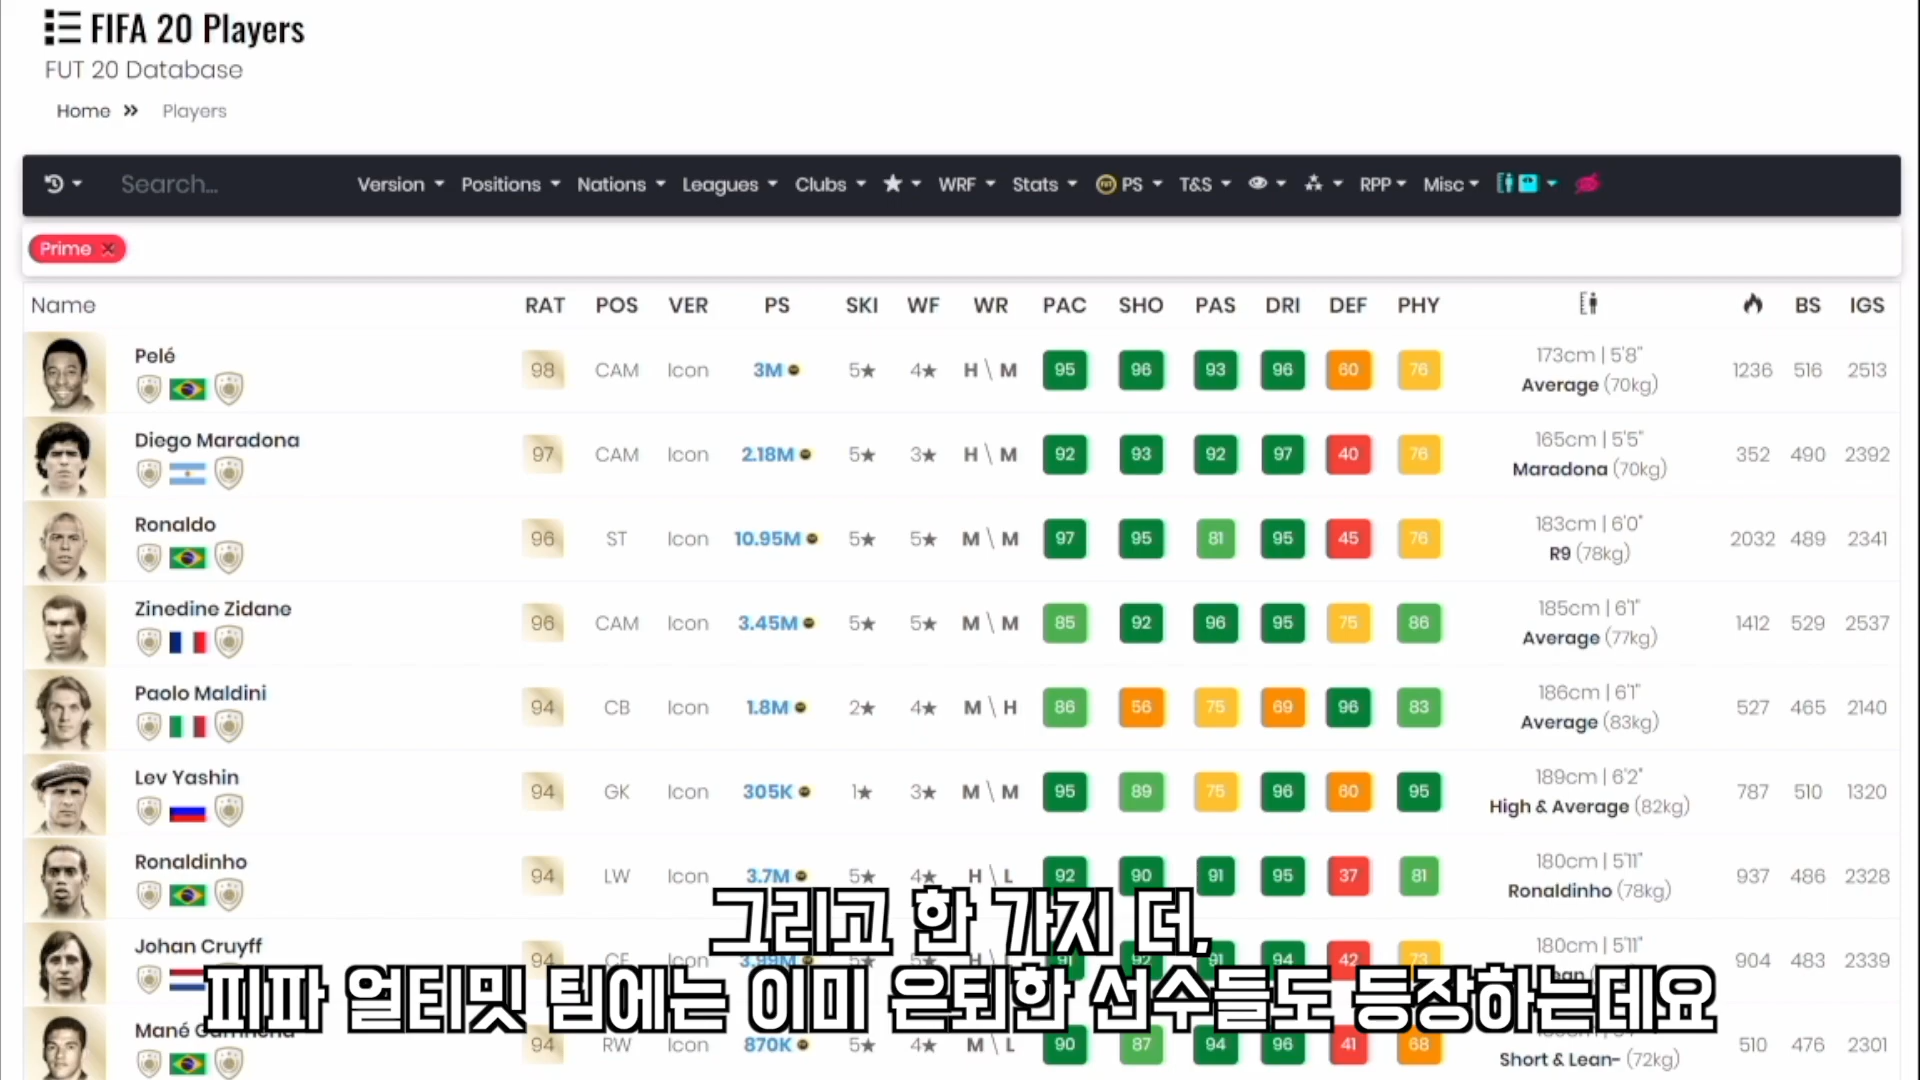 FIFA 20 Players
FUT 20 Database
Home » Players
Search... Version Positions Nations Leagues Clubs ★ WRF Stats PS T&S RPP Misc
Prime ×
Name RAT POS VER PS SKI WF WR PAC SHO PAS DRI DEF PHY BS IGS
Pelé 98 CAM Icon 3M 5★ 4★ H \ M 95 96 93 96 60 76 173cm | 5'8" 1236 516 2513
Average (70kg)
Diego Maradona 97 CAM Icon 2.18M 5★ 3★ H \ M 92 93 92 97 40 76 165cm | 5'5" 352 490 2392
Maradona (70kg)
Ronaldo 96 ST Icon 10.95M 5★ 5★ M \ M 97 95 81 95 45 76 183cm | 6'0" 2032 489 2341
R9 (78kg)
Zinedine Zidane 96 CAM Icon 3.45M 5★ 5★ M \ M 85 92 96 95 75 86 185cm | 6'1" 1412 529 2537
Average (77kg)
Paolo Maldini 94 CB Icon 1.8M 2★ 4★ M \ H 86 56 75 69 96 83 186cm | 6'1" 527 465 2140
Average (83kg)
Lev Yashin 94 GK Icon 305K 1★ 3★ M \ M 95 89 75 96 60 95 189cm | 6'2" 787 510 1320
High & Average (82kg)
Ronaldinho 94 LW Icon 3.7M 5★ 4★ H \ L 92 90 91 95 37 81 180cm | 5'11" 937 486 2328
Ronaldinho (78kg)
그리고 한 가지 더,
Johan Cruyff 94 CF Icon 3.99M 5★ 91 92 91 94 42 73 180cm | 5'11" 904 483 2339
피파 얼티밋 팀에는 이미 은퇴한 선수들도 등장하는데요
Mané 94 RW Icon 870K 5★ 4★ M \ L 90 87 94 96 41 68 510 476 2301
Short & Lean- (72kg)